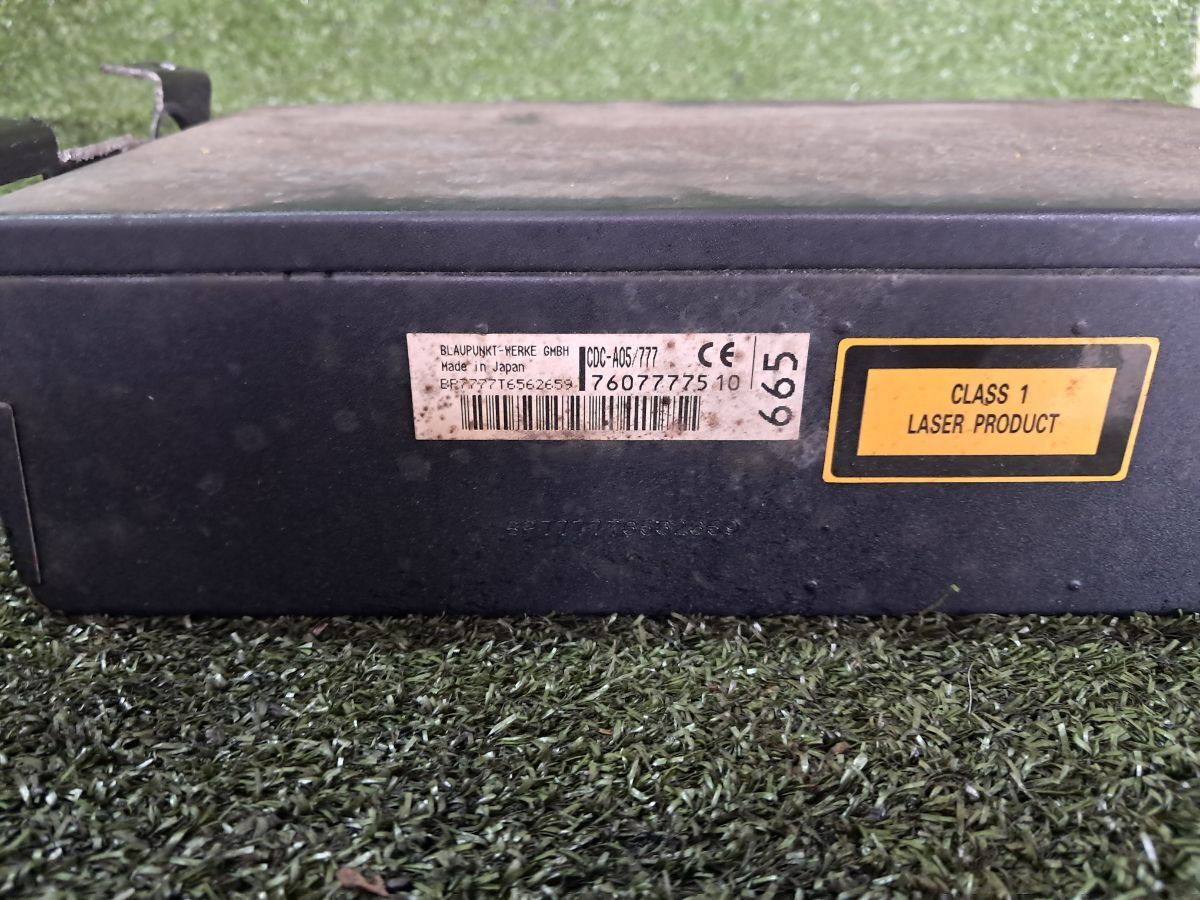 BLAUPUNKT-WERKE GMBH
Made in Japan
BP7777T6562659
CDC-A05/777
CE
7607777510
665
CLASS 1
LASER PRODUCT